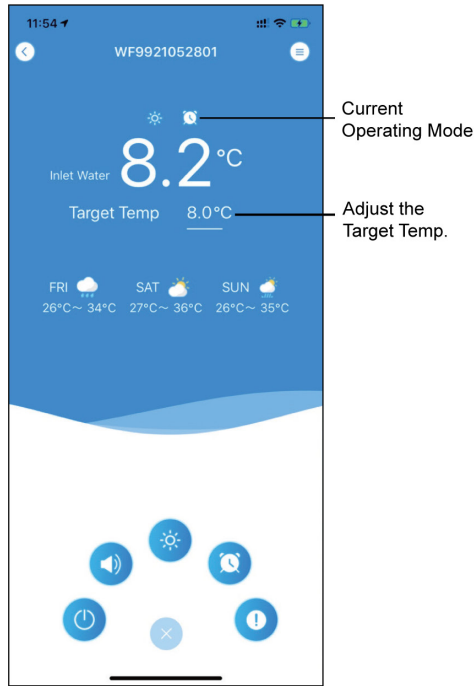 11:54
WF9921052801
Current
Operating Mode
Inlet Water 8.2°C
Target Temp 8.0°C
Adjust the
Target Temp.
FRI SAT SUN
26°C~ 34°C 27°C~ 36°C 26°C~ 35°C